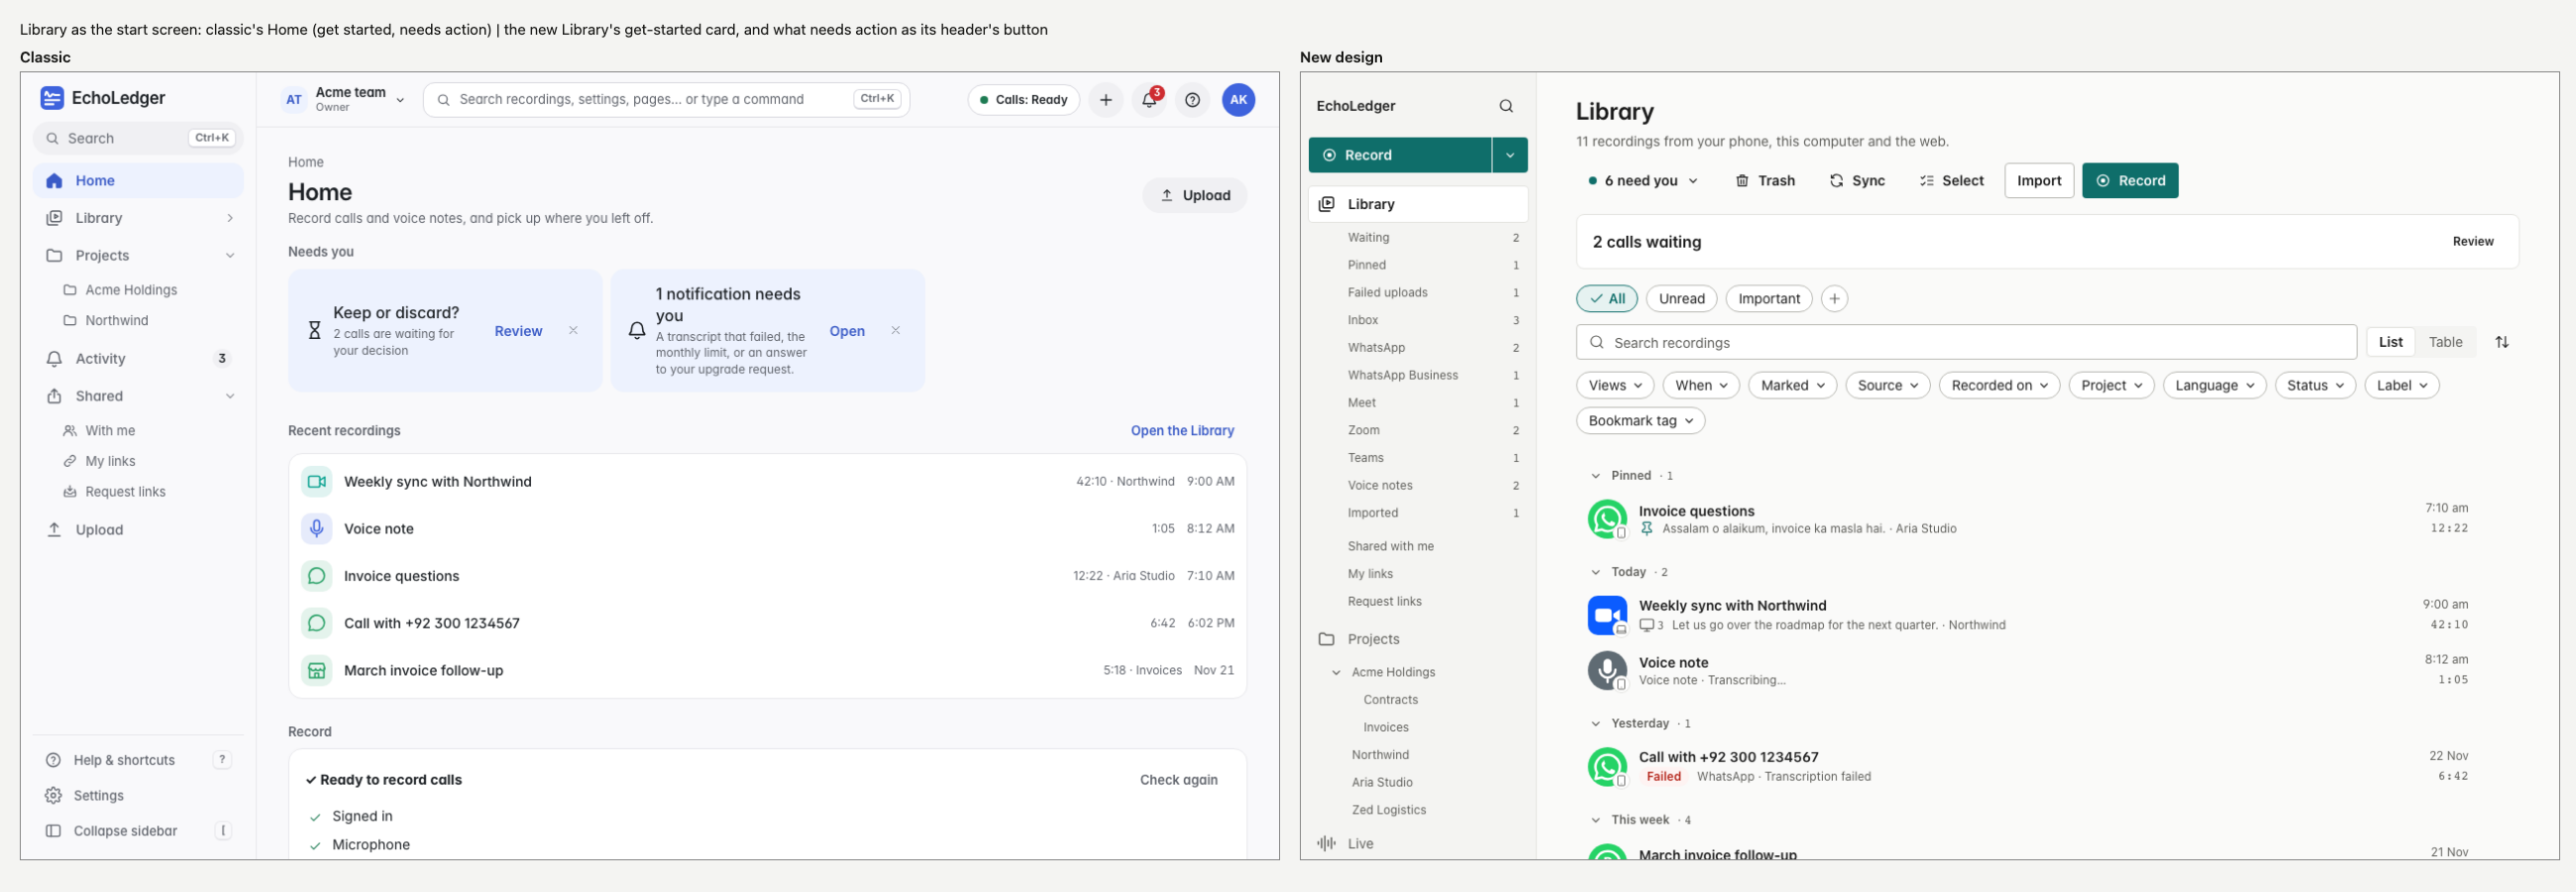 Library as the start screen: classic's Home (get started, needs action) | the new Library's get-started card, and what needs action as its header's button
Classic
EchoLedger
Search Ctrl+K
Home
Library
Projects
Acme Holdings
Northwind
Activity 3
Shared
With me
My links
Request links
Upload
Help & shortcuts ?
Settings
Collapse sidebar [
AT Acme team
Owner
Search recordings, settings, pages... or type a command Ctrl+K
Calls: Ready
3
AK
Home
Home
Upload
Record calls and voice notes, and pick up where you left off.
Needs you
Keep or discard?
2 calls are waiting for
your decision
Review
1 notification needs
you
A transcript that failed, the
monthly limit, or an answer
to your upgrade request.
Open
Recent recordings Open the Library
Weekly sync with Northwind 42:10 · Northwind 9:00 AM
Voice note 1:05 8:12 AM
Invoice questions 12:22 · Aria Studio 7:10 AM
Call with +92 300 1234567 6:42 6:02 PM
March invoice follow-up 5:18 · Invoices Nov 21
Record
Ready to record calls Check again
Signed in
Microphone
New design
EchoLedger
Record
Library
Waiting 2
Pinned 1
Failed uploads 1
Inbox 3
WhatsApp 2
WhatsApp Business 1
Meet 1
Zoom 2
Teams 1
Voice notes 2
Imported 1
Shared with me
My links
Request links
Projects
Acme Holdings
Contracts
Invoices
Northwind
Aria Studio
Zed Logistics
Live
Library
11 recordings from your phone, this computer and the web.
6 need you Trash Sync Select Import Record
2 calls waiting Review
All Unread Important
Search recordings List Table
Views When Marked Source Recorded on Project Language Status Label
Bookmark tag
Pinned · 1
Invoice questions 7:10 am
Assalam o alaikum, invoice ka masla hai. · Aria Studio 12:22
Today · 2
Weekly sync with Northwind 9:00 am
3 Let us go over the roadmap for the next quarter. · Northwind 42:10
Voice note 8:12 am
Voice note · Transcribing... 1:05
Yesterday · 1
Call with +92 300 1234567 22 Nov
Failed WhatsApp · Transcription failed 6:42
This week · 4
March invoice follow-up 21 Nov